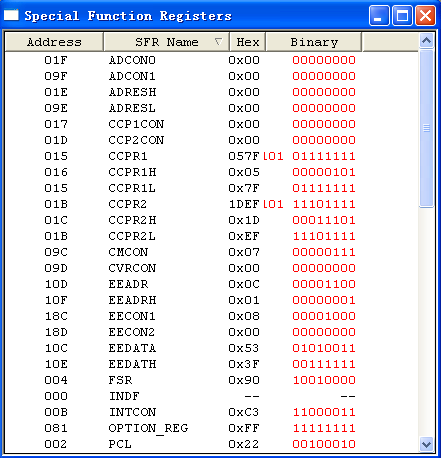 Special Function Registers
Address SFR Name Hex Binary
01F ADCON0 0x00 00000000
09F ADCON1 0x00 00000000
01E ADRESH 0x00 00000000
09E ADRESL 0x00 00000000
017 CCP1CON 0x00 00000000
01D CCP2CON 0x00 00000000
015 CCPR1 057F 101 01111111
016 CCPR1H 0x05 00000101
015 CCPR1L 0x7F 01111111
01B CCPR2 1DEF 101 11101111
01C CCPR2H 0x1D 00011101
01B CCPR2L 0xEF 11101111
09C CMCON 0x07 00000111
09D CVRCON 0x00 00000000
10D EEADR 0x0C 00001100
10F EEADRH 0x01 00000001
18C EECON1 0x08 00001000
18D EECON2 0x00 00000000
10C EEDATA 0x53 01010011
10E EEDATH 0x3F 00111111
004 FSR 0x90 10010000
000 INDF -- --
00B INTCON 0xC3 11000011
081 OPTION_REG 0xFF 11111111
002 PCL 0x22 00100010